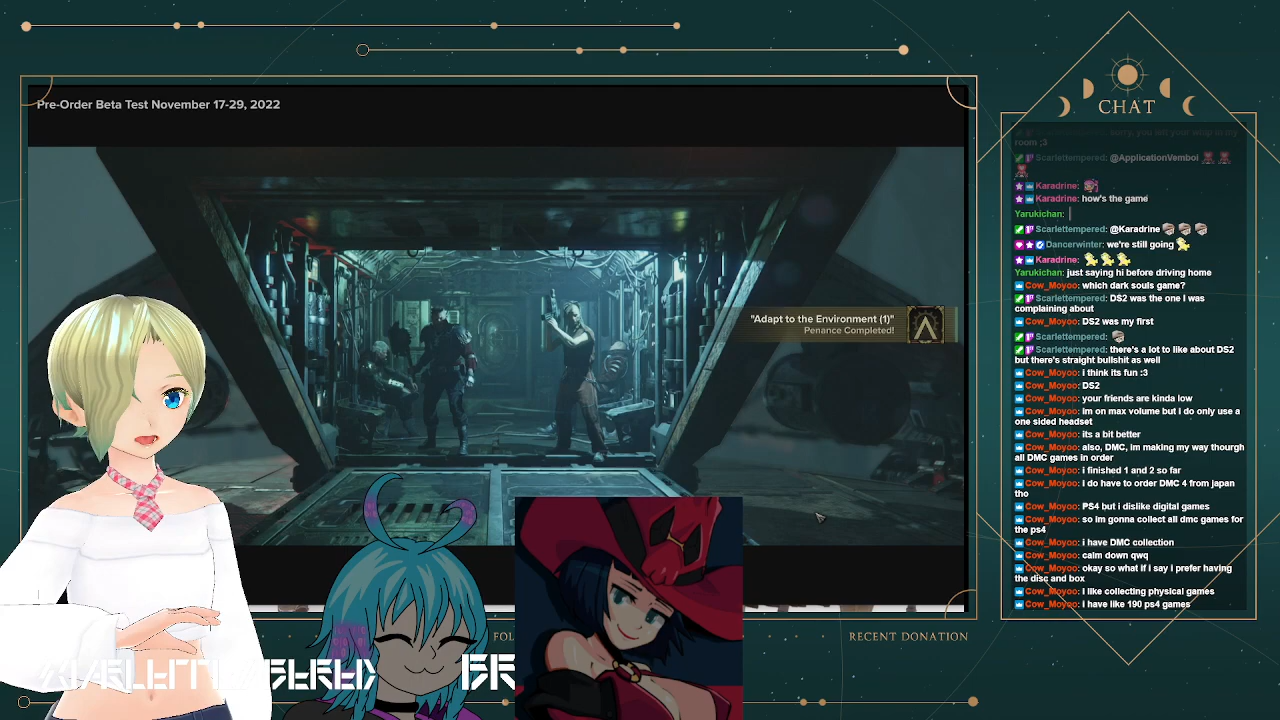 Pre-Order Beta Test November 17-29, 2022
"Adapt to the Environment (1)"
Penance Completed!
CHAT
room ;3
Scarlettempered: @ApplicationVemboi
Karadrine:
Karadrine: how's the game
Yarukichan:
Scarlettempered: @Karadrine
Dancerwinter: we're still going
Karadrine:
Yarukichan: just saying hi before driving home
Cow_Moyoo: which dark souls game?
Scarlettempered: DS2 was the one I was
complaining about
Cow_Moyoo: DS2 was my first
Scarlettempered:
Scarlettempered: there's a lot to like about DS2
but there's straight bullshit as well
Cow_Moyoo: i think its fun :3
Cow_Moyoo: DS2
Cow_Moyoo: your friends are kinda low
Cow_Moyoo: im on max volume but i do only use a
one sided headset
Cow_Moyoo: its a bit better
Cow_Moyoo: also, DMC, im making my way thourgh
all DMC games in order
Cow_Moyoo: i finished 1 and 2 so far
Cow_Moyoo: I do have to order DMC 4 from japan
tho
Cow_Moyoo: PS4 but i dislike digital games
Cow_Moyoo: so im gonna collect all dmc games for
the ps4
Cow_Moyoo: i have DMC collection
Cow_Moyoo: calm down qwq
Cow_Moyoo: okay so what if i say i prefer having
the disc and box
Cow_Moyoo: I like collecting physical games
Cow_Moyoo: i have like 190 ps4 games
FOL
RECENT DONATION